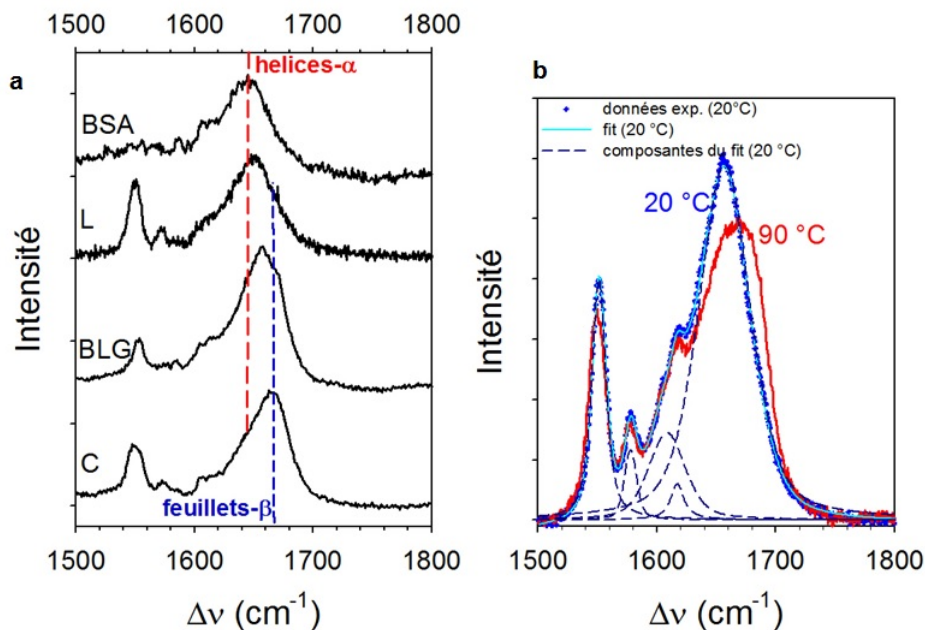 1500 1600 1700 1800
a
helices-α
BSA
L
BLG
C
feuillets-β
Intensité
1500 1600 1700 1800
Δν (cm⁻¹)
b
données exp. (20°C)
fit (20 °C)
composantes du fit (20 °C)
20 °C
90 °C
Intensité
1500 1600 1700 1800
Δν (cm⁻¹)